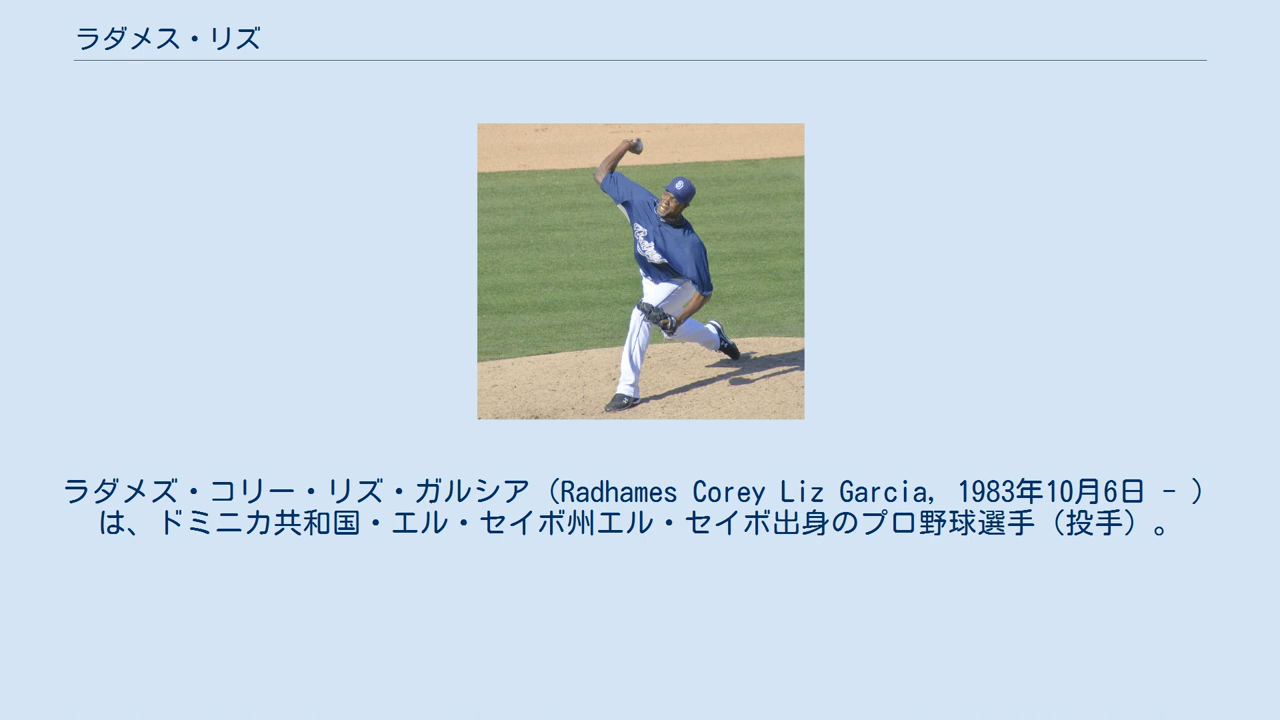 ラダメス・リズ
ラダメズ・コリー・リズ・ガルシア（Radhames Corey Liz Garcia, 1983年10月6日 - ）
は、ドミニカ共和国・エル・セイボ州エル・セイボ出身のプロ野球選手（投手）。